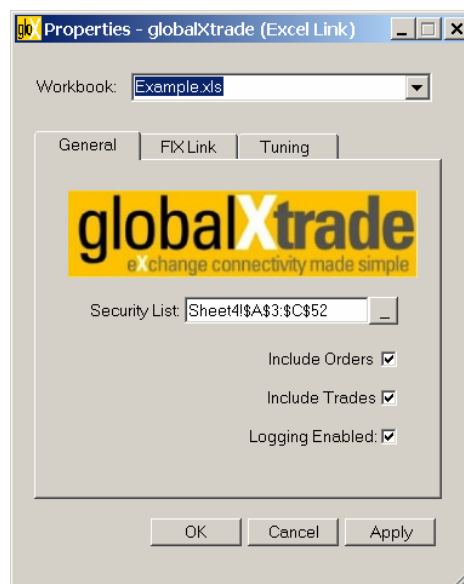 gloX Properties - globalXtrade (Excel Link)
Workbook: Example.xls
General FIX Link Tuning
globalXtrade
eXchange connectivity made simple
Security List: Sheet4!$A$3:$C$52 _
Include Orders
Include Trades
Logging Enabled:
OK Cancel Apply